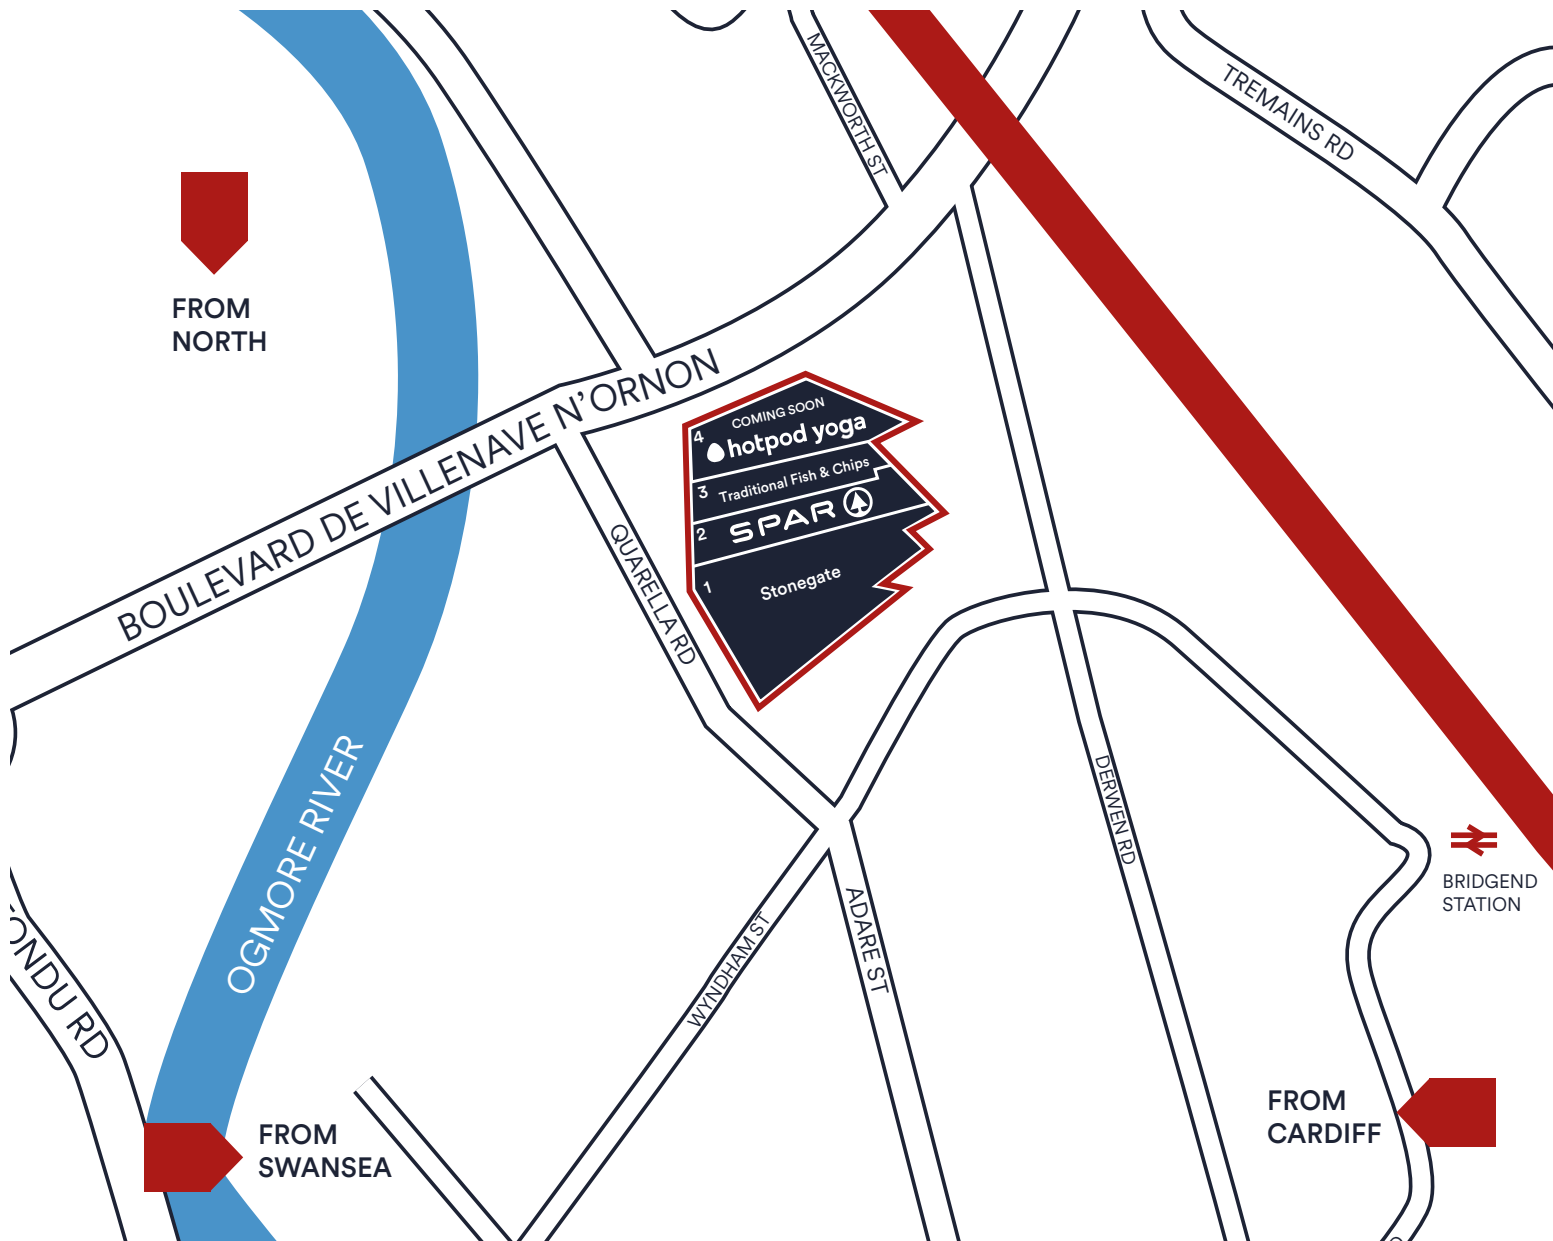 MACKWORTH ST
TREMAINS RD
FROM
NORTH
BOULEVARD DE VILLENAVE N'ORNON
4
COMING SOON
hotpod yoga
3
Traditional Fish & Chips
2
SPAR
1
Stonegate
QUARELLA RD
OGMORE RIVER
DERWEN RD
BRIDGEND
STATION
ONDU RD
ADARE ST
WYNDHAM ST
FROM
SWANSEA
FROM
CARDIFF